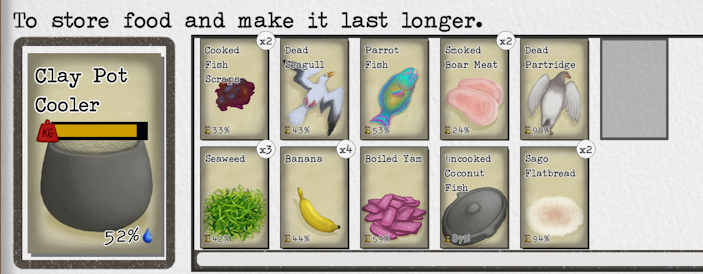 To store food and make it last longer.
Clay Pot
Cooler
KG
52%
x2
Cooked
Fish
Scraps
33%
Dead
Seagull
43%
Parrot
Fish
53%
x2
Smoked
Boar Meat
24%
Dead
Partridge
90%
x3
Seaweed
42%
x4
Banana
44%
Boiled Yam
59%
Uncooked
Coconut
Fish
87%
x2
Sago
Flatbread
94%